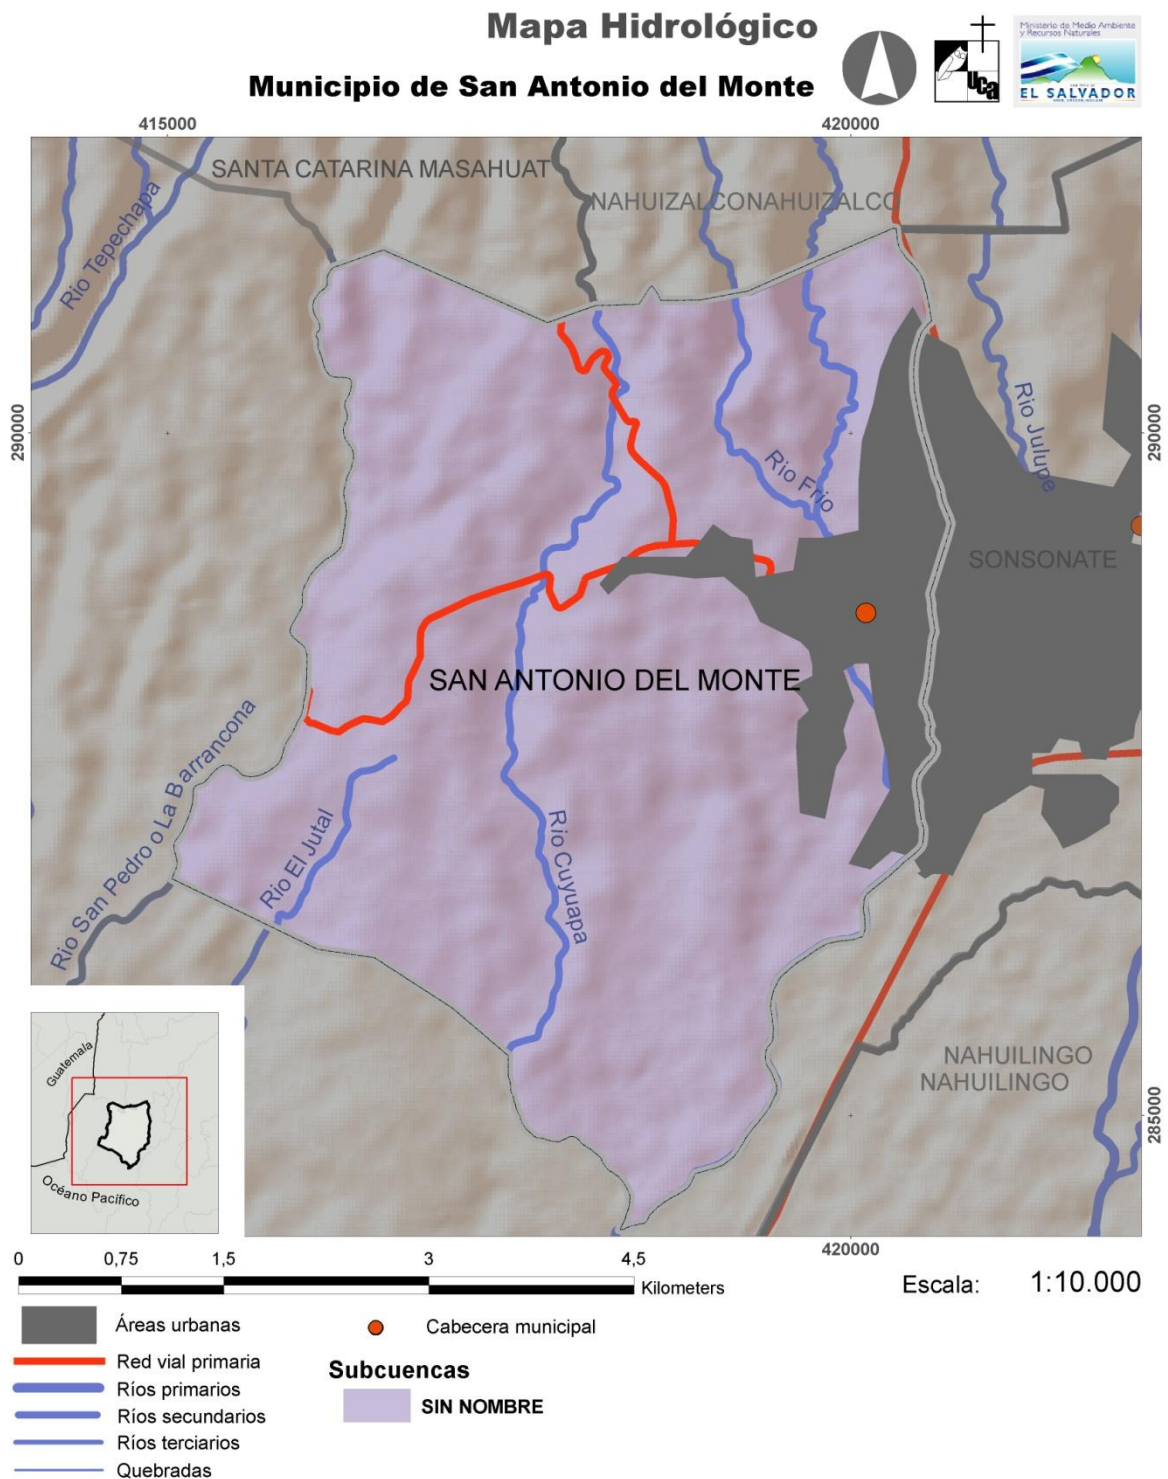 Mapa Hidrológico
Municipio de San Antonio del Monte
uca
Ministerio de Medio Ambiente
y Recursos Naturales
EL SALVADOR
415000
420000
SANTA CATARINA MASAHUAT
NAHUIZALCONAHUIZALCO
Rio Tepechapa
290000
290000
Rio Julupe
Rio Frio
SONSONATE
SAN ANTONIO DEL MONTE
Rio San Pedro o La Barrancona
Rio El Jutal
Rio Cuyuapa
NAHUILINGO
NAHUILINGO
285000
Guatemala
Océano Pacífico
420000
0 0,75 1,5 3 4,5
Kilometers
Escala: 1:10.000
Áreas urbanas
Cabecera municipal
Red vial primaria
Subcuencas
Ríos primarios
SIN NOMBRE
Ríos secundarios
Ríos terciarios
Quebradas